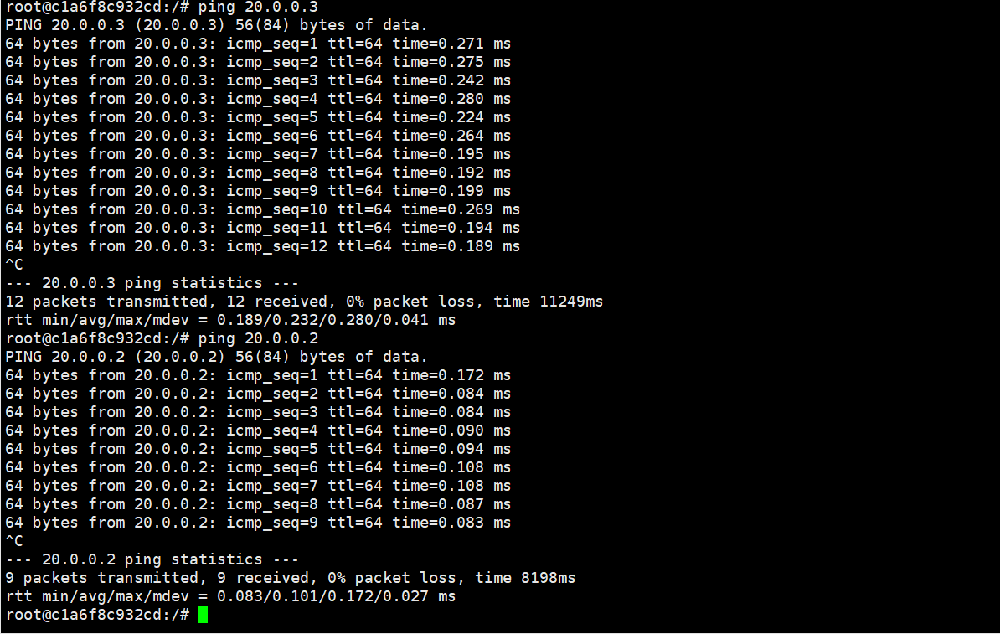 root@c1a6f8c932cd:/# ping 20.0.0.3
PING 20.0.0.3 (20.0.0.3) 56(84) bytes of data.
64 bytes from 20.0.0.3: icmp_seq=1 ttl=64 time=0.271 ms
64 bytes from 20.0.0.3: icmp_seq=2 ttl=64 time=0.275 ms
64 bytes from 20.0.0.3: icmp_seq=3 ttl=64 time=0.242 ms
64 bytes from 20.0.0.3: icmp_seq=4 ttl=64 time=0.280 ms
64 bytes from 20.0.0.3: icmp_seq=5 ttl=64 time=0.224 ms
64 bytes from 20.0.0.3: icmp_seq=6 ttl=64 time=0.264 ms
64 bytes from 20.0.0.3: icmp_seq=7 ttl=64 time=0.195 ms
64 bytes from 20.0.0.3: icmp_seq=8 ttl=64 time=0.192 ms
64 bytes from 20.0.0.3: icmp_seq=9 ttl=64 time=0.199 ms
64 bytes from 20.0.0.3: icmp_seq=10 ttl=64 time=0.269 ms
64 bytes from 20.0.0.3: icmp_seq=11 ttl=64 time=0.194 ms
64 bytes from 20.0.0.3: icmp_seq=12 ttl=64 time=0.189 ms
^C
--- 20.0.0.3 ping statistics ---
12 packets transmitted, 12 received, 0% packet loss, time 11249ms
rtt min/avg/max/mdev = 0.189/0.232/0.280/0.041 ms
root@c1a6f8c932cd:/# ping 20.0.0.2
PING 20.0.0.2 (20.0.0.2) 56(84) bytes of data.
64 bytes from 20.0.0.2: icmp_seq=1 ttl=64 time=0.172 ms
64 bytes from 20.0.0.2: icmp_seq=2 ttl=64 time=0.084 ms
64 bytes from 20.0.0.2: icmp_seq=3 ttl=64 time=0.084 ms
64 bytes from 20.0.0.2: icmp_seq=4 ttl=64 time=0.090 ms
64 bytes from 20.0.0.2: icmp_seq=5 ttl=64 time=0.094 ms
64 bytes from 20.0.0.2: icmp_seq=6 ttl=64 time=0.108 ms
64 bytes from 20.0.0.2: icmp_seq=7 ttl=64 time=0.108 ms
64 bytes from 20.0.0.2: icmp_seq=8 ttl=64 time=0.087 ms
64 bytes from 20.0.0.2: icmp_seq=9 ttl=64 time=0.083 ms
^C
--- 20.0.0.2 ping statistics ---
9 packets transmitted, 9 received, 0% packet loss, time 8198ms
rtt min/avg/max/mdev = 0.083/0.101/0.172/0.027 ms
root@c1a6f8c932cd:/#